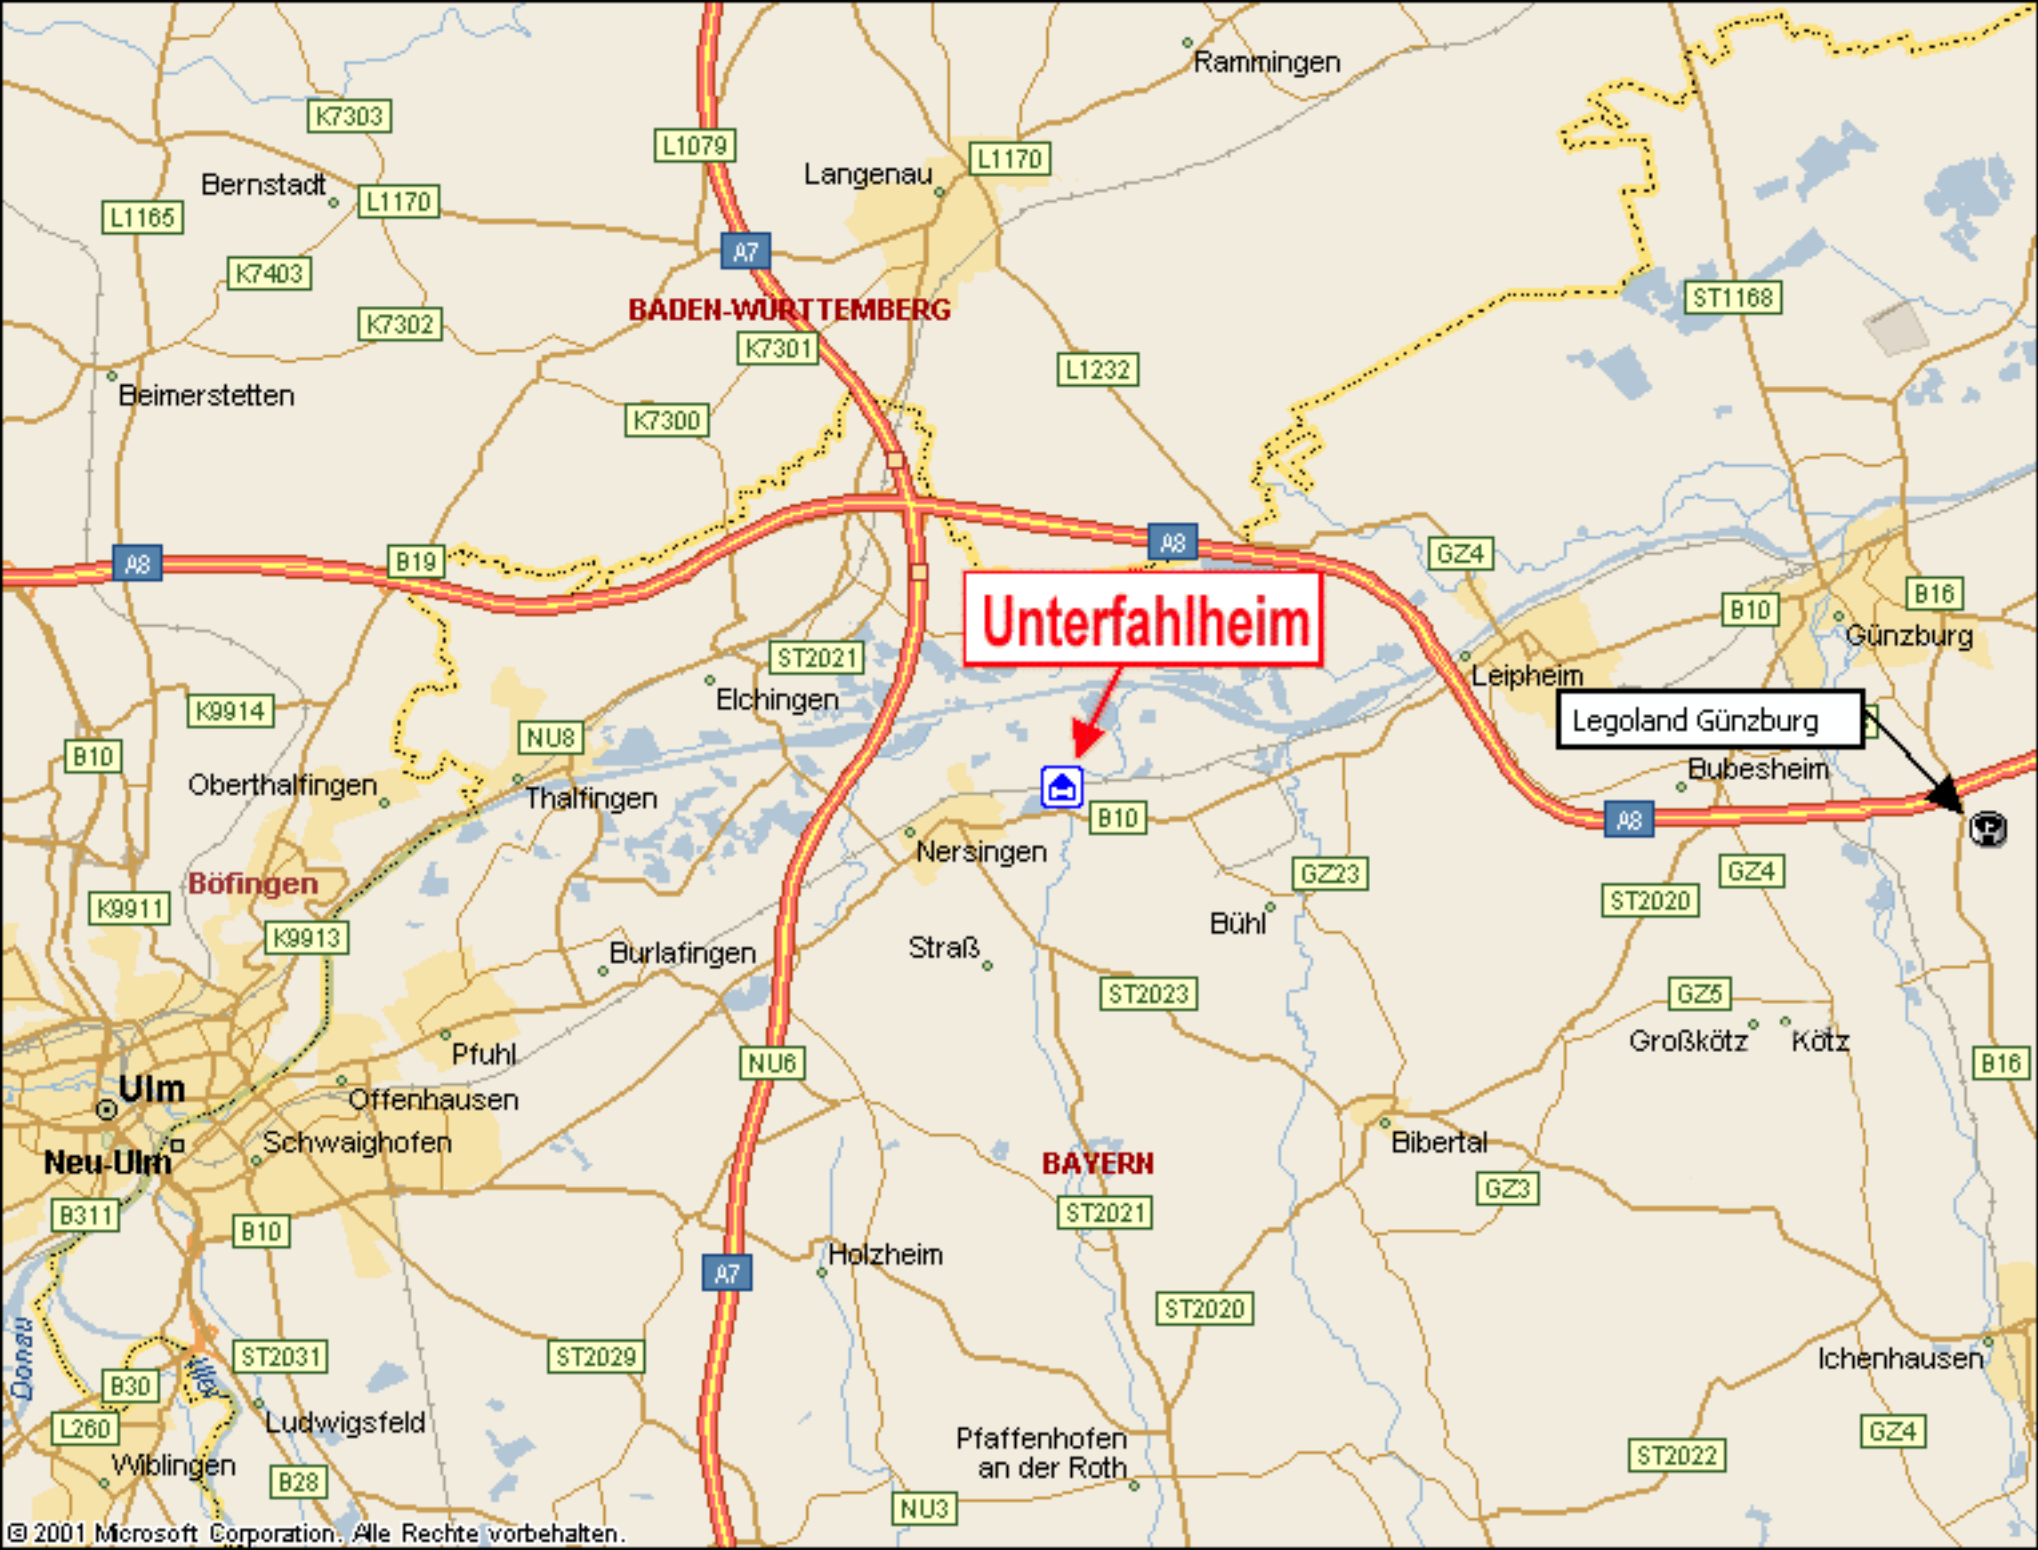 Rammingen
K7303
L1079
L1170
Langenau
Bernstadt
L1170
L1165
A7
K7403
ST1168
BADEN-WÜRTTEMBERG
K7302
K7301
L1232
Beimerstetten
K7300
A8
B19
A8
GZ4
B16
B10
Unterfahlheim
Günzburg
ST2021
Leipheim
Elchingen
K9914
Legoland Günzburg
NU8
B10
Bubesheim
Oberthalfingen
Thalfingen
B10
A8
Nersingen
GZ23
GZ4
Böfingen
ST2020
K9911
Bühl
K9913
Straß
Burlafingen
ST2023
GZ5
Großkötz
Kötz
Pfuhl
NU6
B16
Ulm
Offenhausen
Schwaighofen
Bibertal
Neu-Ulm
BAYERN
GZ3
B311
ST2021
B10
Holzheim
A7
ST2020
Donau
ST2031
ST2029
Ichenhausen
Iller
B30
L260
Ludwigsfeld
GZ4
Pfaffenhofen
an der Roth
ST2022
Wiblingen
B28
NU3
© 2001 Microsoft Corporation. Alle Rechte vorbehalten.